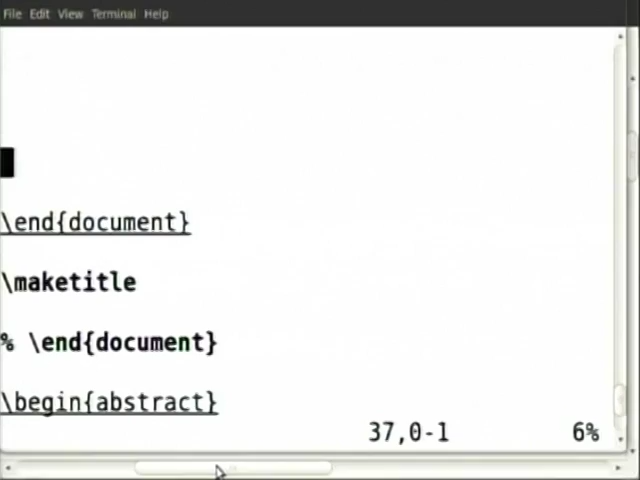 File Edit View Terminal Help
\end{document}
\maketitle
% \end{document}
\begin{abstract}
37,0-1 6%